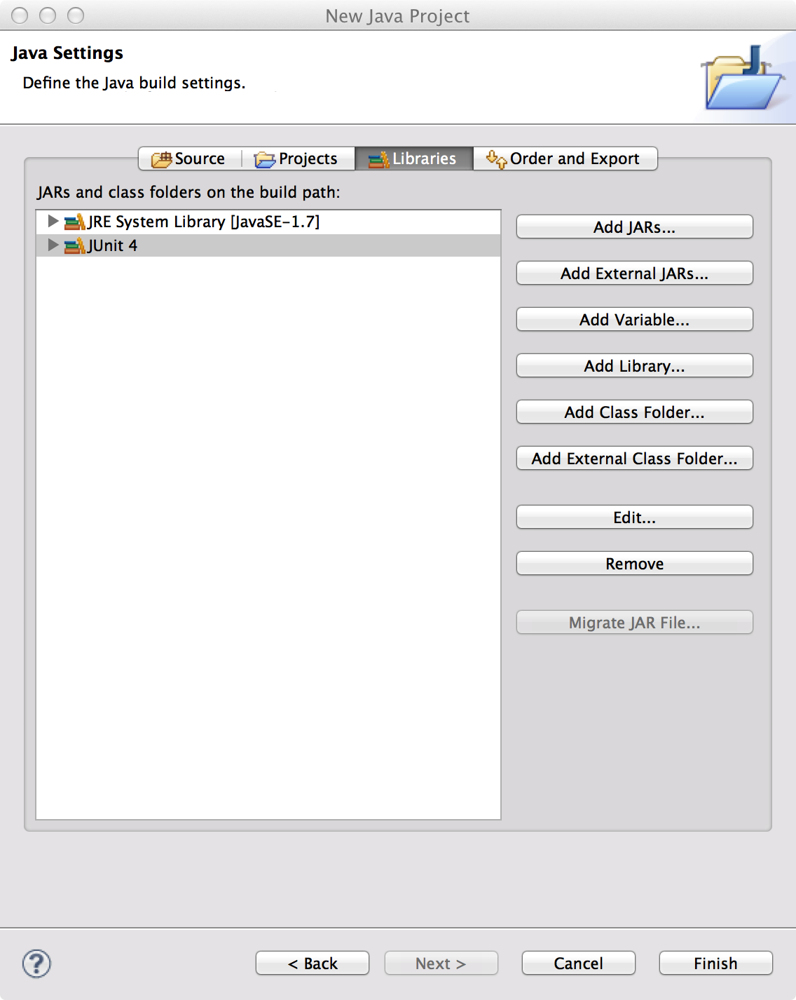 New Java Project
Java Settings
Define the Java build settings.
Source
Projects
Libraries
Order and Export
JARs and class folders on the build path:
JRE System Library [JavaSE-1.7]
JUnit 4
Add JARs...
Add External JARs...
Add Variable...
Add Library...
Add Class Folder...
Add External Class Folder...
Edit...
Remove
Migrate JAR File...
?
< Back
Next >
Cancel
Finish